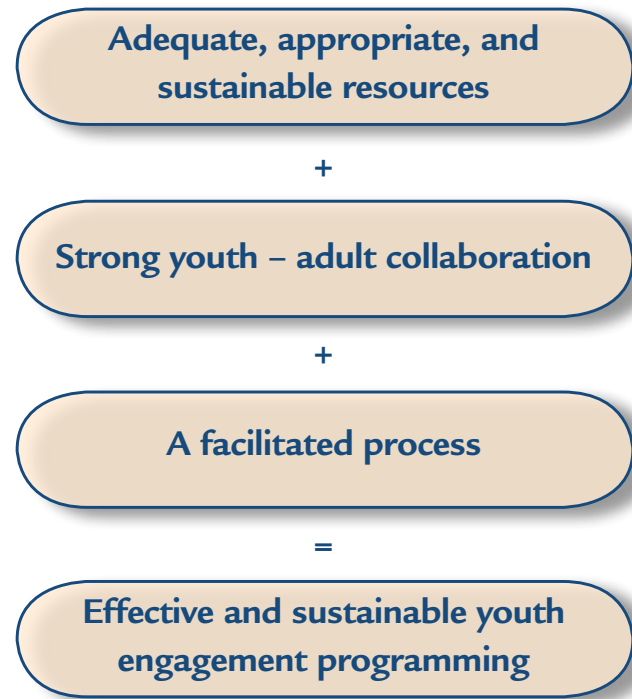 Adequate, appropriate, and
sustainable resources
+
Strong youth – adult collaboration
+
A facilitated process
=
Effective and sustainable youth
engagement programming